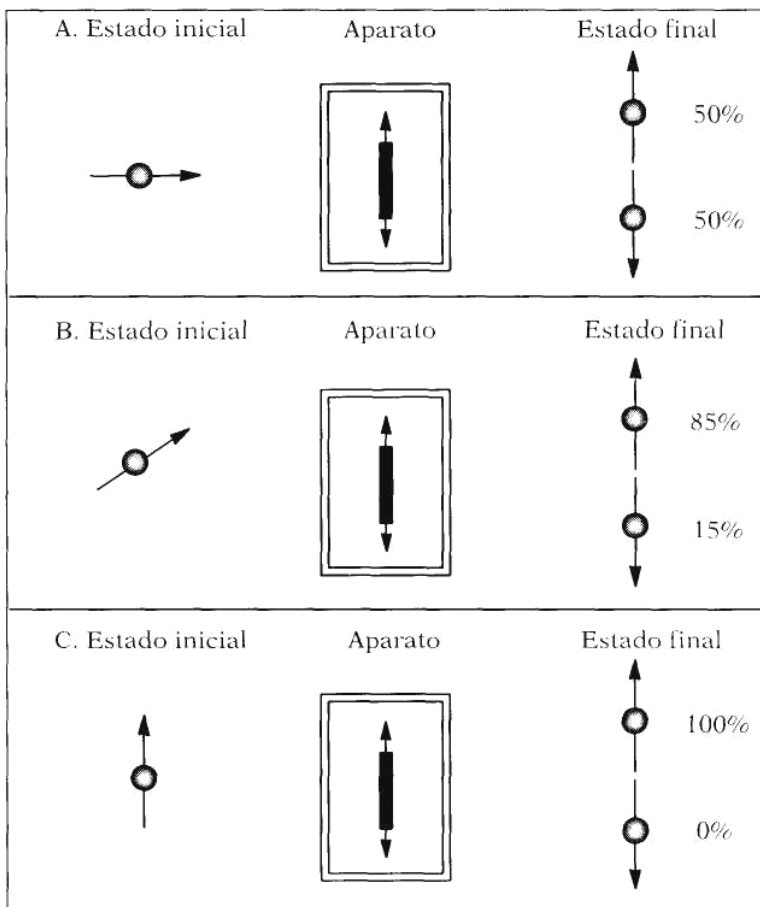 A. Estado inicial Aparato Estado final
50%
50%
B. Estado inicial Aparato Estado final
85%
15%
C. Estado inicial Aparato Estado final
100%
0%